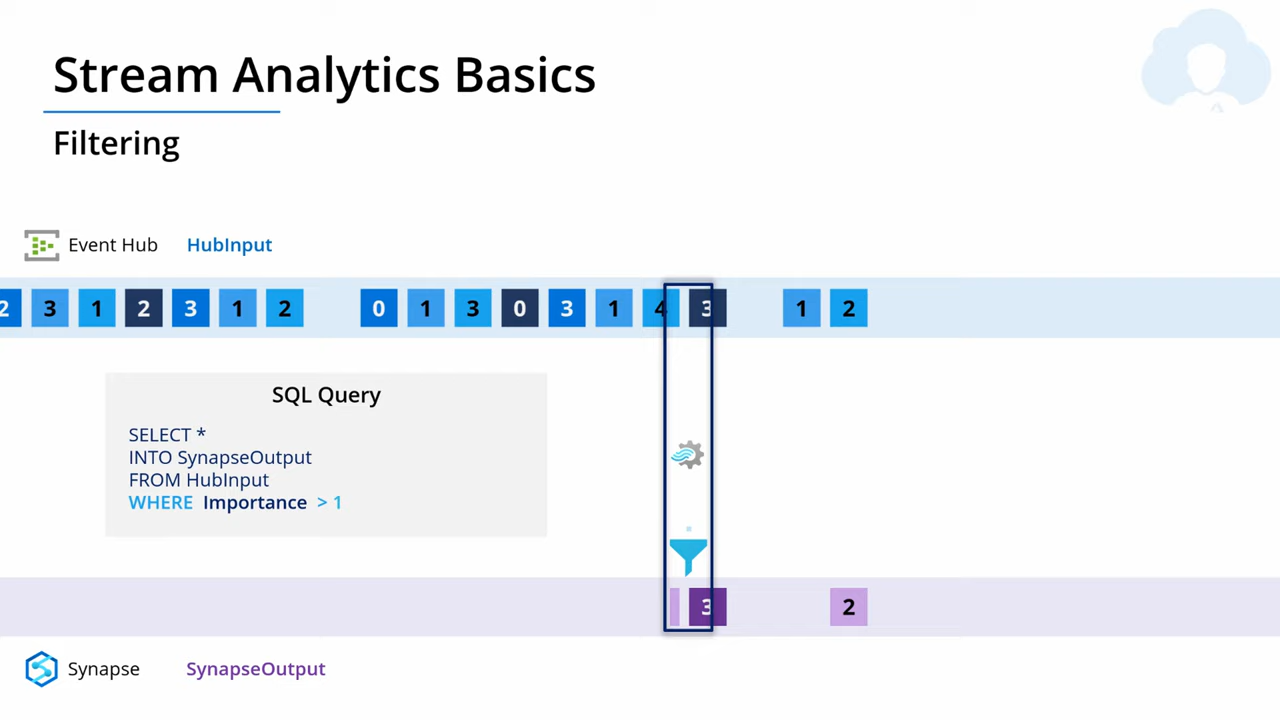 Stream Analytics Basics
Filtering
Event Hub HubInput
2 3 1 2 3 1 2 0 1 3 0 3 1 4 3 1 2
SQL Query
SELECT *
INTO SynapseOutput
FROM HubInput
WHERE Importance > 1
3 2
Synapse SynapseOutput